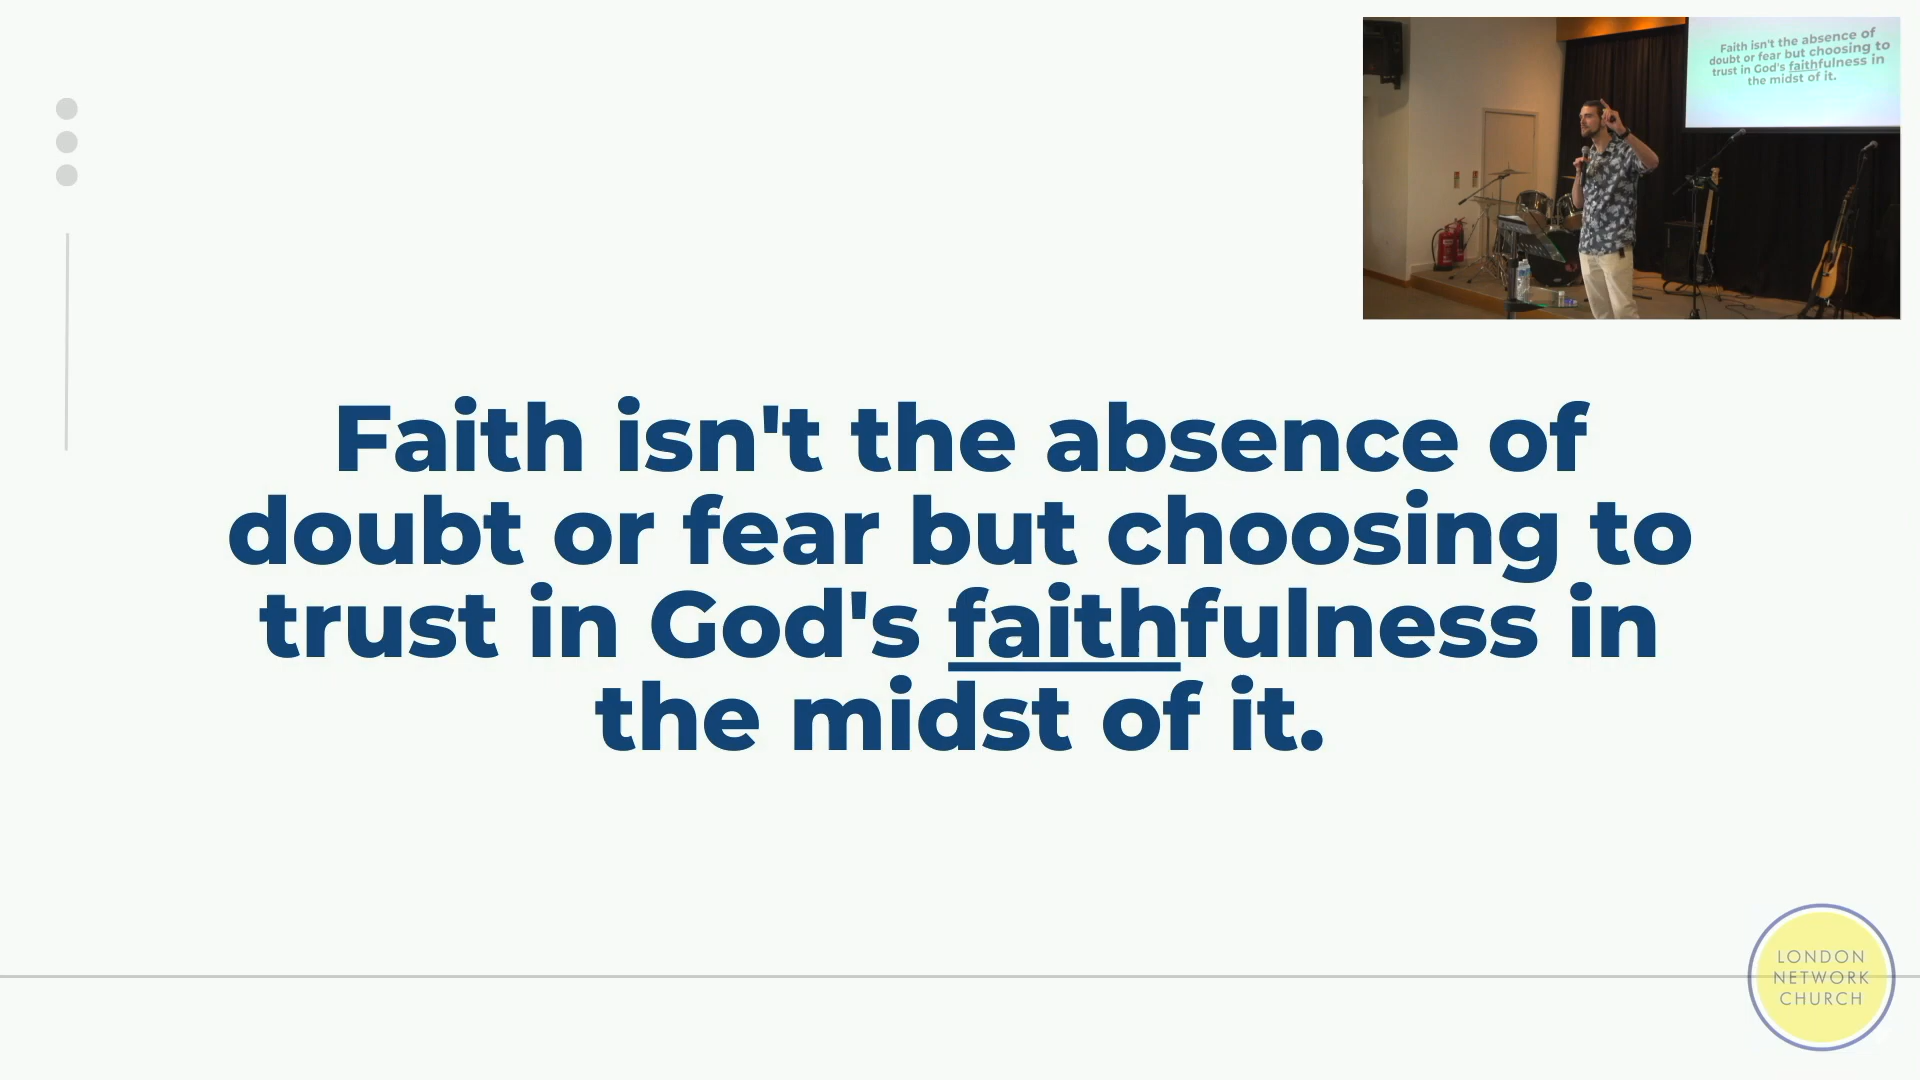 Faith isn't the absence of
doubt or fear but choosing to
trust in God's faithfulness in
the midst of it.
Faith isn't the absence of
doubt or fear but choosing to
trust in God's faithfulness in
the midst of it.
LONDON
NETWORK
CHURCH